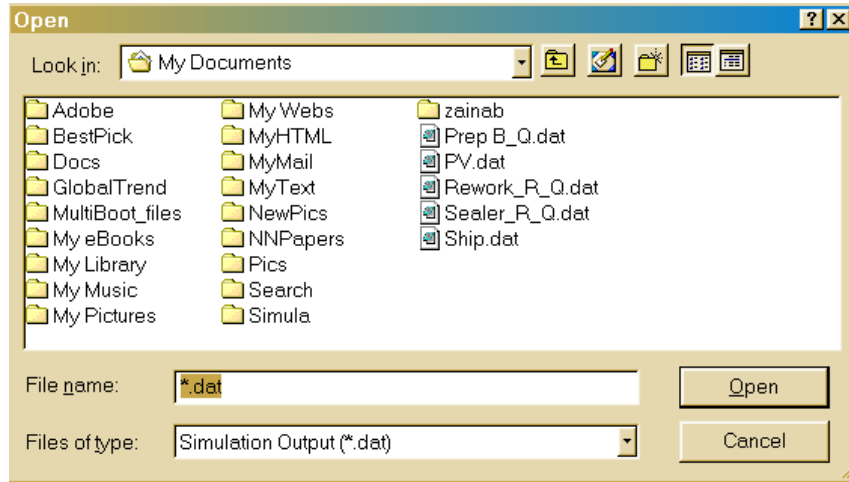 Open
Look in: My Documents
Adobe
BestPick
Docs
GlobalTrend
MultiBoot_files
My eBooks
My Library
My Music
My Pictures
My Webs
MyHTML
MyMail
MyText
NewPics
NNPapers
Pics
Search
Simula
zainab
Prep B_Q.dat
PV.dat
Rework_R_Q.dat
Sealer_R_Q.dat
Ship.dat
File name: *.dat Open
Files of type: Simulation Output (*.dat) Cancel